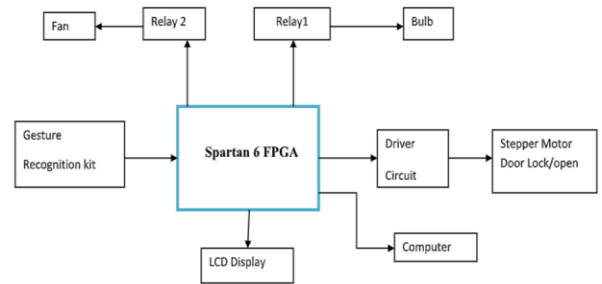 Fan
Relay 2
Relay1
Bulb
Gesture
Recognition kit
Spartan 6 FPGA
Driver
Circuit
Stepper Motor
Door Lock/open
LCD Display
Computer